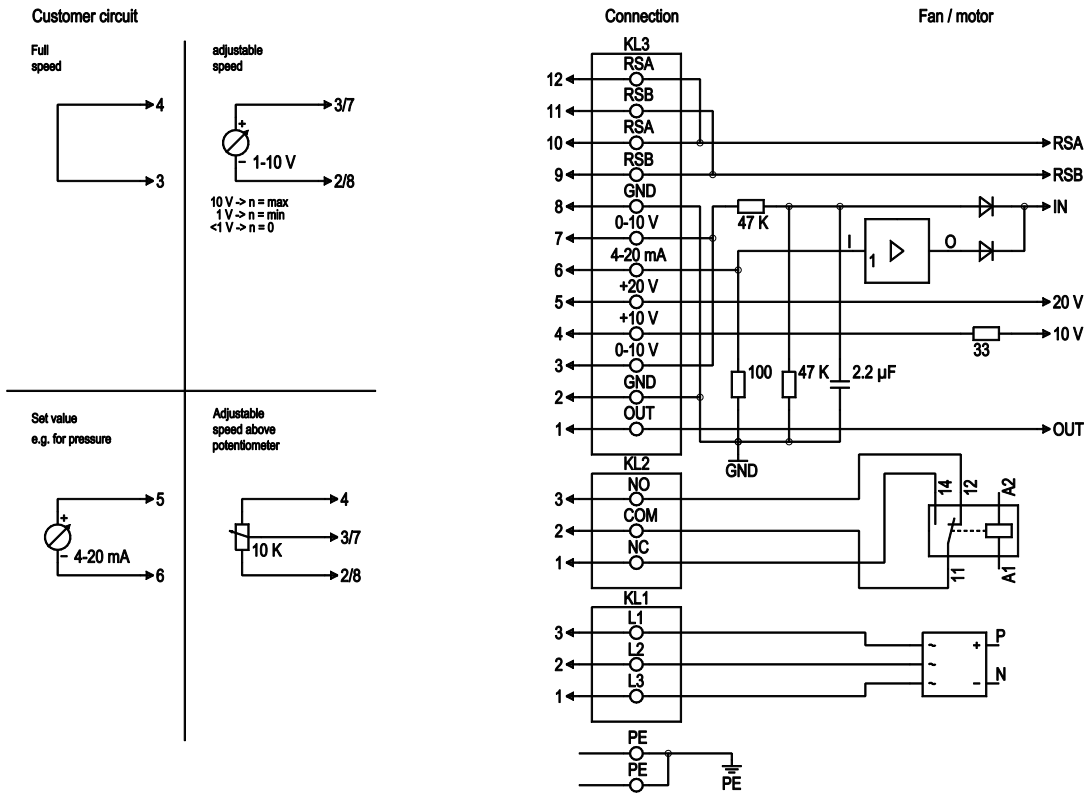 Customer circuit
Connection
Fan / motor
Full
speed
4
3
adjustable
speed
3/7
+
−
1-10 V
2/8
10 V -> n = max
1 V -> n = min
<1 V -> n = 0
Set value
e.g. for pressure
5
+
−
4-20 mA
6
Adjustable
speed above
potentiometer
4
3/7
10 K
2/8
KL3
12 RSA
11 RSB
10 RSA
RSA
9 RSB
RSB
8 GND
47 K
IN
7 0-10 V
I
1
O
6 4-20 mA
5 +20 V
20 V
4 +10 V
33
10 V
3 0-10 V
100
47 K
2.2 µF
2 GND
1 OUT
OUT
GND
KL2
3 NO
2 COM
1 NC
14
12
A2
11
A1
KL1
3 L1
2 L2
1 L3
~
~
~
+
−
P
N
PE
PE
PE